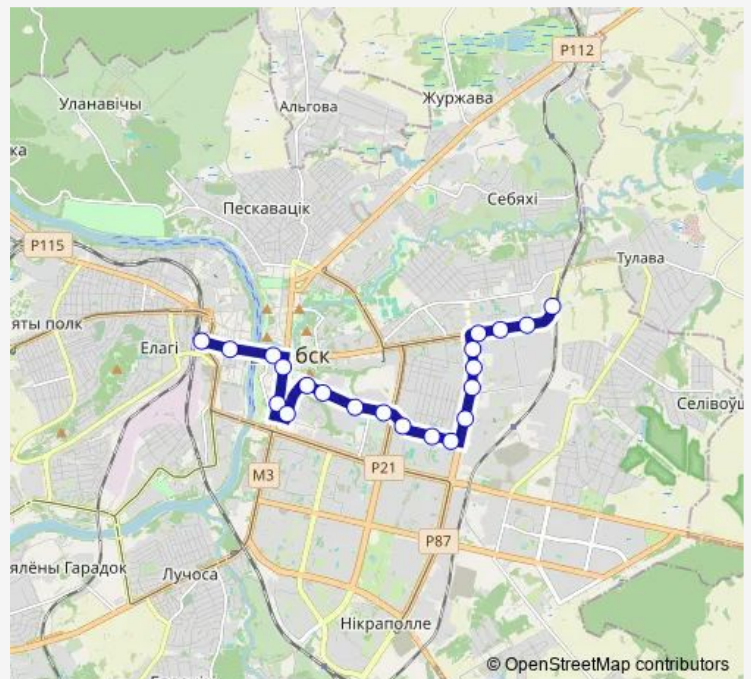 P112
Уланавічы
Альгова
Журжава
ка
Себяхі
Пескавацік
P115
Тулава
яты полк
Елагі
бск
Селівоўш
M3
P21
P87
ялёны Гарадок
Лучоса
Нікраполле
© OpenStreetMap contributors